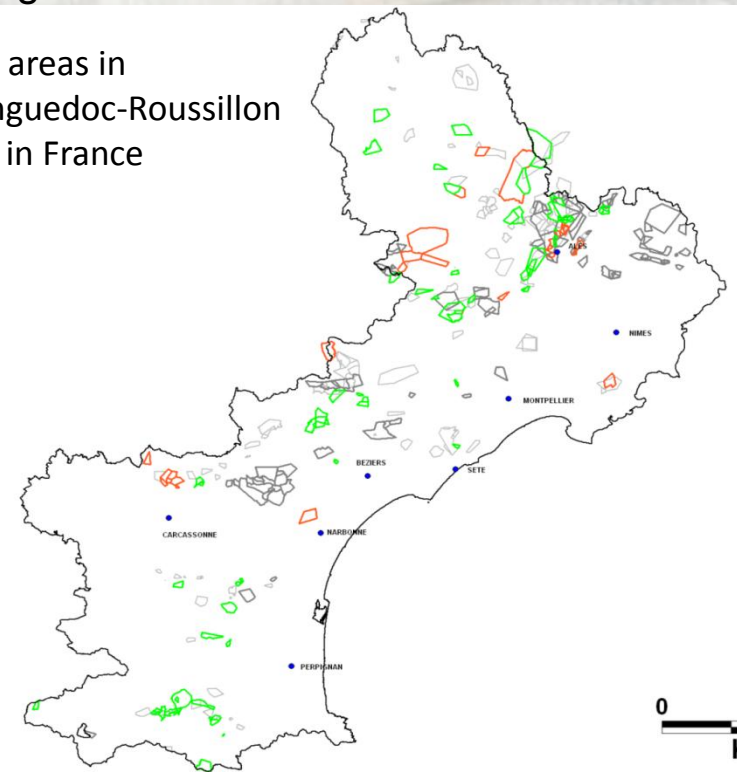 areas in
nguedoc-Roussillon
in France
ALES
NIMES
MONTPELLIER
BEZIERS
SETE
CARCASSONNE
NARBONNE
PERPIGNAN
0